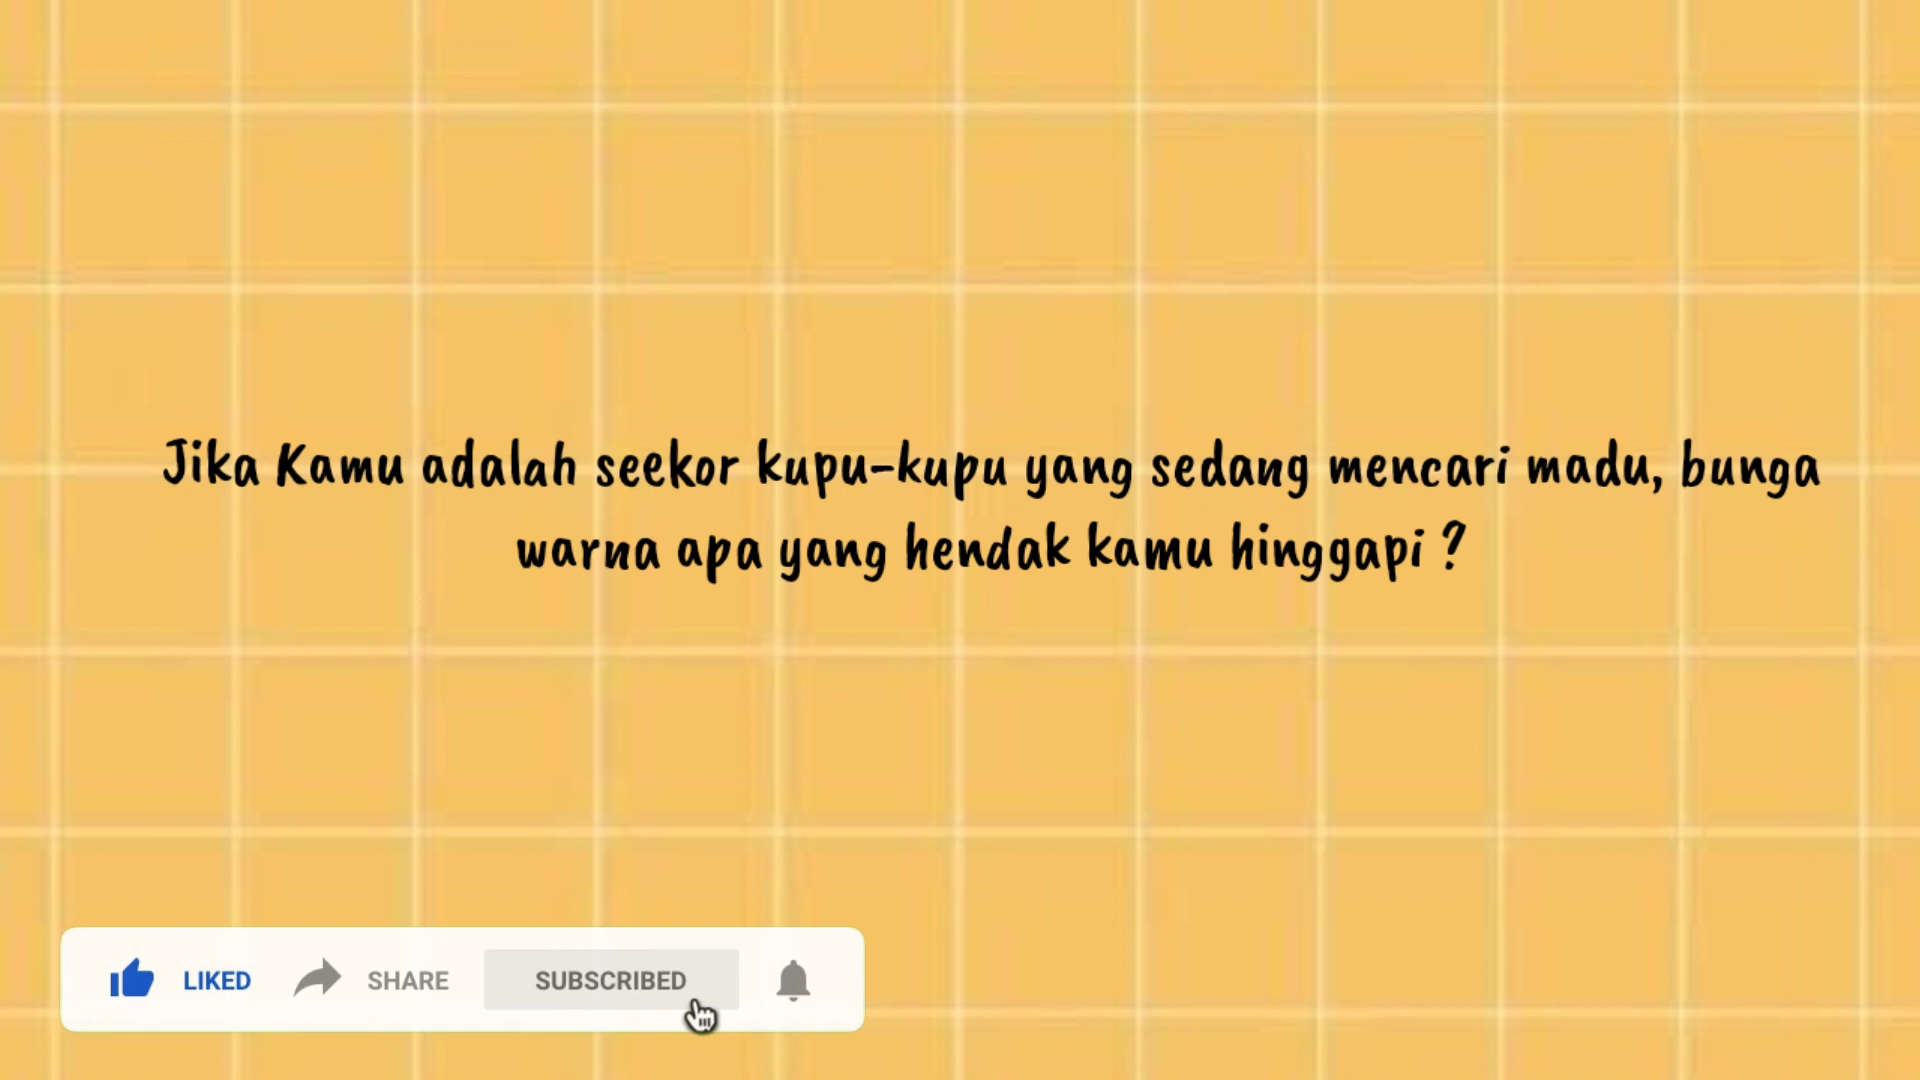 Jika Kamu adalah seekor kupu-kupu yang sedang mencari madu, bunga
warna apa yang hendak kamu hinggapi ?
LIKED SHARE SUBSCRIBED